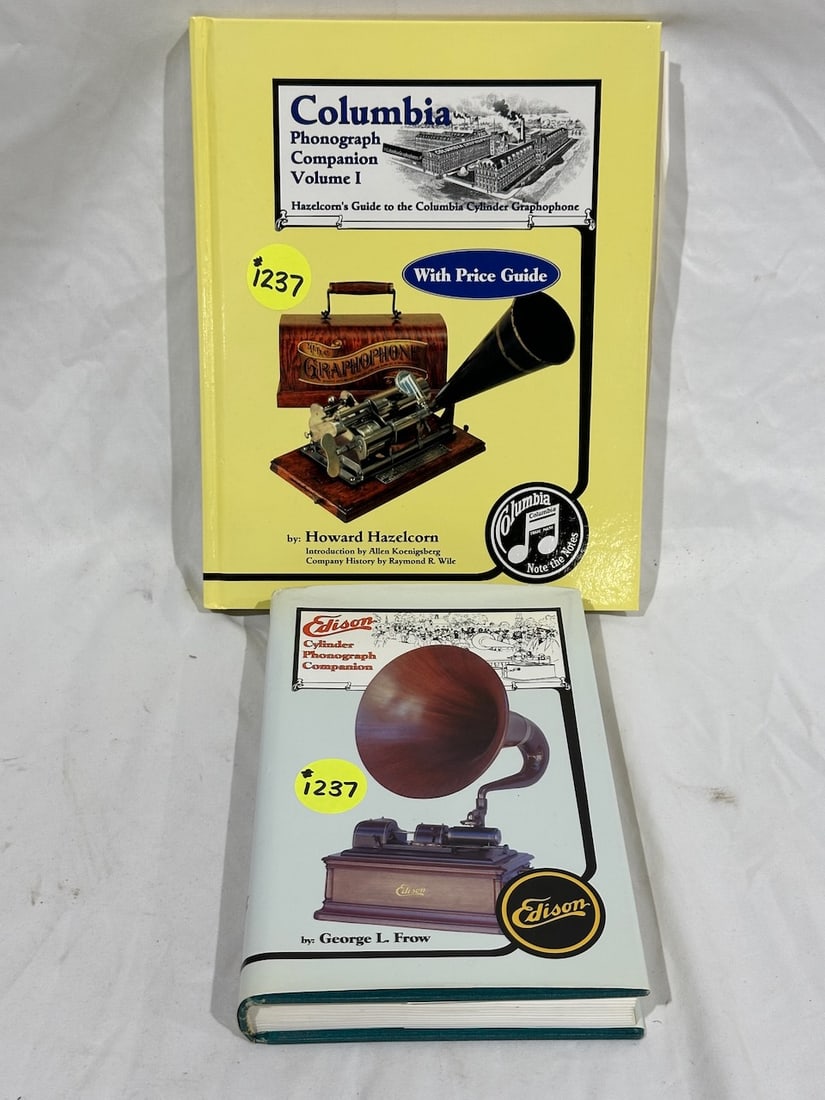 Columbia
Phonograph
Companion
Volume I
Hazelcorn's Guide to the Columbia Cylinder Graphophone
#1237
With Price Guide
The
GRAPHOPHONE
by: Howard Hazelcorn
Introduction by Allen Koenigsberg
Company History by Raymond R. Wile
Columbia
Columbia
Note the Notes
Edison
Cylinder
Phonograph
Companion
#1237
Edison
Edison
by: George L. Frow